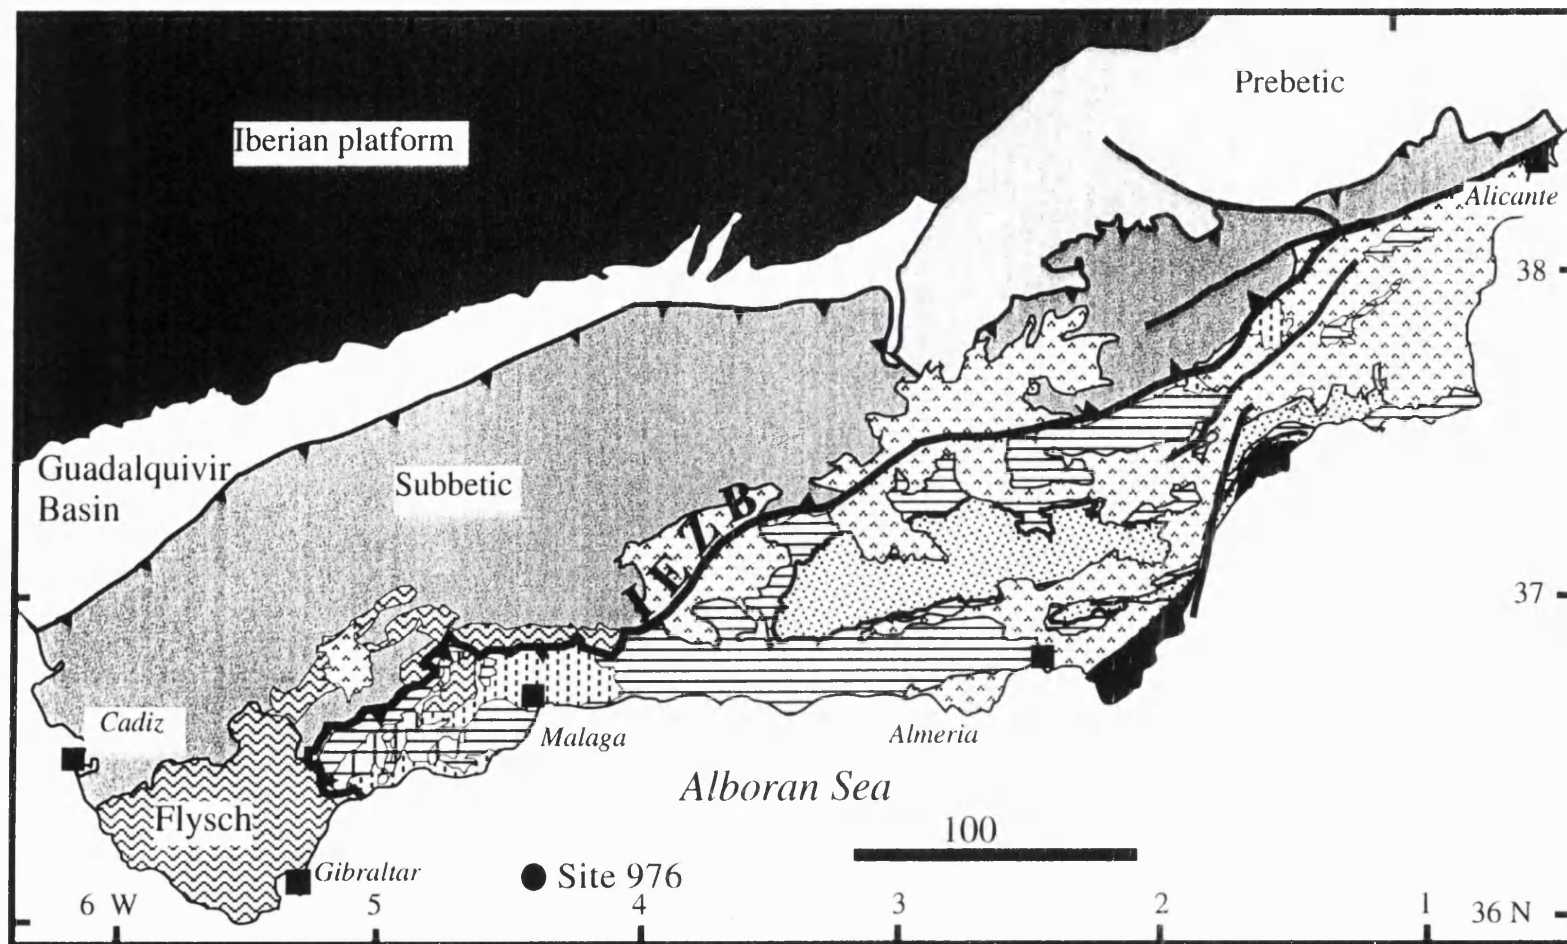 Prebetic
Iberian platform
Alicante
38
Guadalquivir
Basin
Subbetic
IEZB
37
Cadiz
Malaga
Almeria
Alboran Sea
Flysch
100
Gibraltar
Site 976
6 W
5
4
3
2
1
36 N